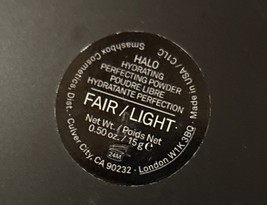 HALO
HYDRATING
PERFECTING POWDER
POUDRE LIBRE
HYDRATANTE PERFECTION
FAIR / LIGHT
Net Wt. / Poids Net
0.50 oz. / 15 g ℮
24M
Smashbox Cosmetics, Dist. · Culver City, CA 90232 · London W1K 3BQ · Made in USA/